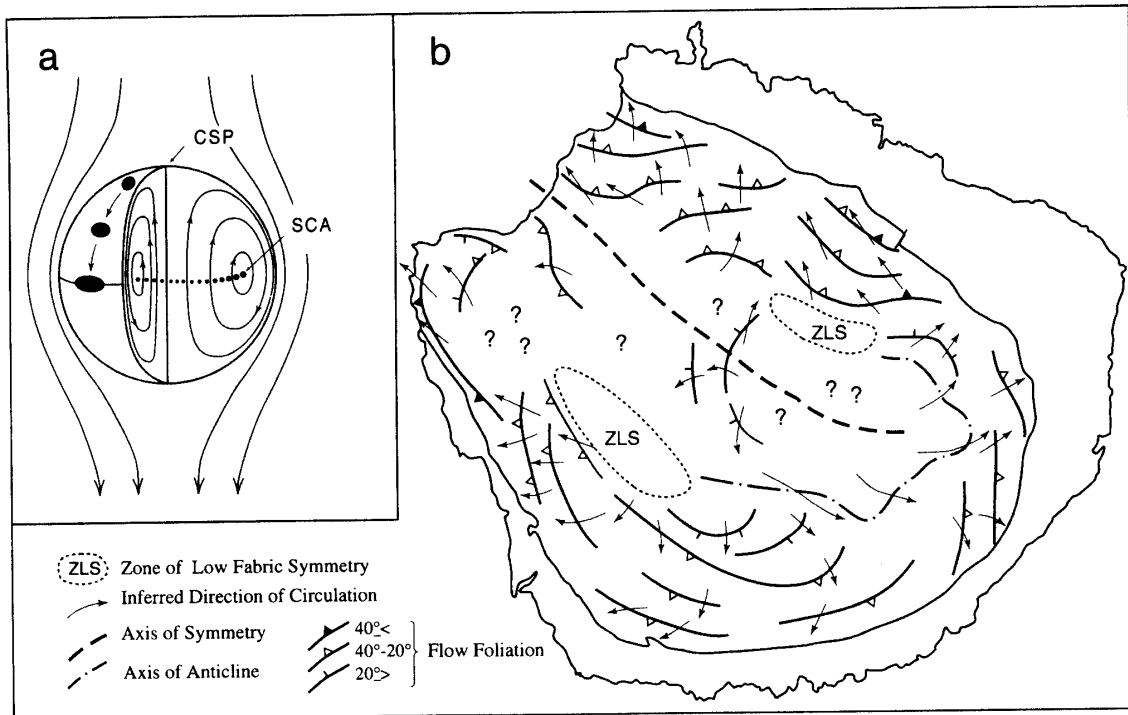 a
CSP
SCA
b
?
?
?
?
?
?
?
? ?
?
ZLS
ZLS
ZLS Zone of Low Fabric Symmetry
Inferred Direction of Circulation
Axis of Symmetry
Axis of Anticline
40°≤
40°-20°
20°≥
Flow Foliation